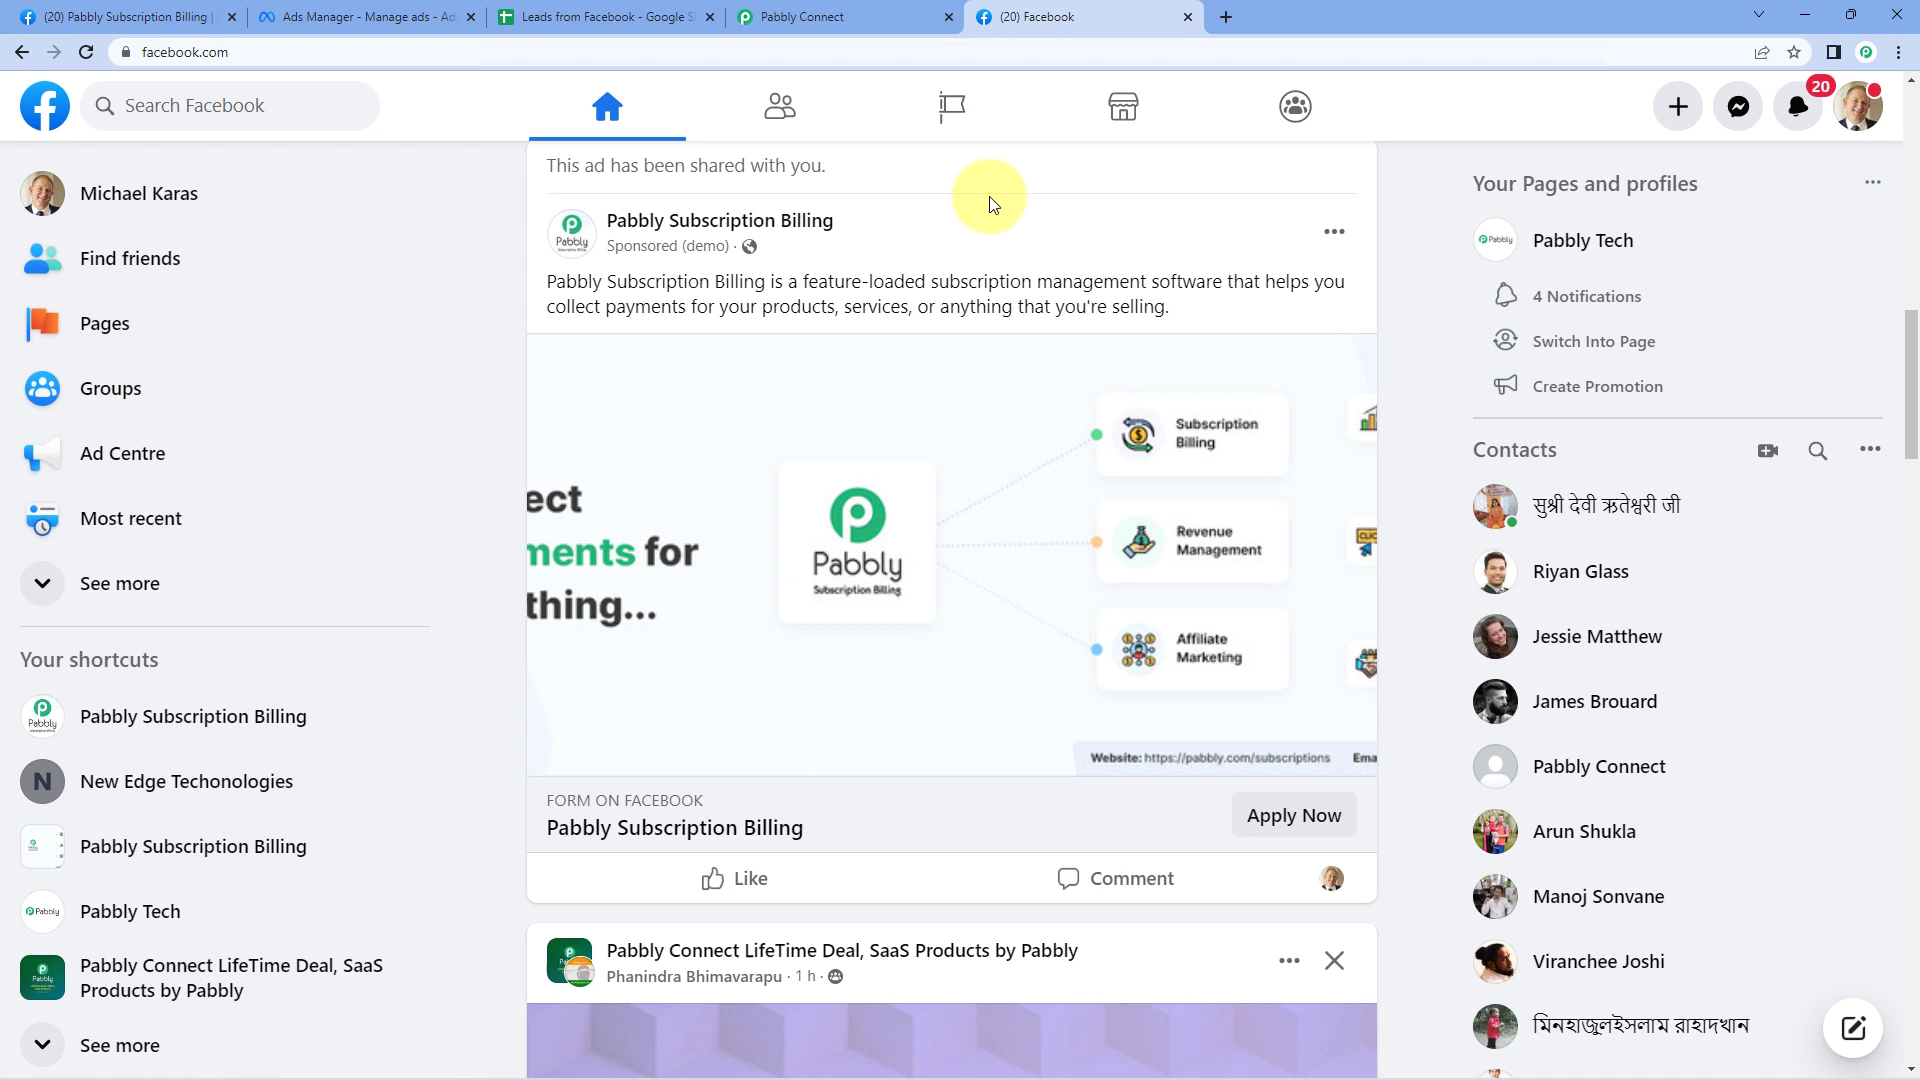 (20) Pabbly Subscription Billing |
Ads Manager - Manage ads - Ad
Leads from Facebook - Google S
Pabbly Connect
(20) Facebook
facebook.com
Search Facebook
20
Michael Karas
Find friends
Pages
Groups
Ad Centre
Most recent
See more
Your shortcuts
Pabbly Subscription Billing
N New Edge Techonologies
Pabbly Subscription Billing
Pabbly Tech
Pabbly Connect LifeTime Deal, SaaS
Products by Pabbly
See more
This ad has been shared with you.
Pabbly
Pabbly Subscription Billing
Sponsored (demo) ·
Pabbly Subscription Billing is a feature-loaded subscription management software that helps you
collect payments for your products, services, or anything that you're selling.
ect
ments for
thing...
Pabbly
Subscription Billing
Subscription
Billing
Revenue
Management
Affiliate
Marketing
CLIC
Website: https://pabbly.com/subscriptions Ema
FORM ON FACEBOOK
Pabbly Subscription Billing
Apply Now
Like
Comment
Pabbly Connect LifeTime Deal, SaaS Products by Pabbly
Phanindra Bhimavarapu · 1 h ·
Your Pages and profiles
Pabbly Tech
4 Notifications
Switch Into Page
Create Promotion
Contacts
सुश्री देवी ऋतेश्वरी जी
Riyan Glass
Jessie Matthew
James Brouard
Pabbly Connect
Arun Shukla
Manoj Sonvane
Viranchee Joshi
মিনহাজুলইসলাম রাহাদখান